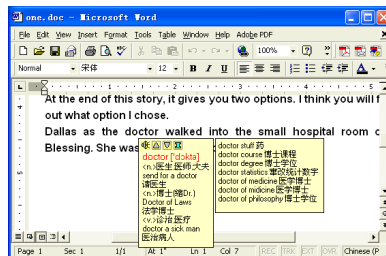 one.doc - Microsoft Word
File Edit View Insert Format Tools Table Window Help Adobe PDF
100%
Normal 宋体 12 B I U A
1 2 3 4 5
At the end of this story, it gives you two options. I think you will f
out what option I chose.
Dallas as the doctor walked into the small hospital room o
Blessing. She was
doctor ['dɔktə]
<n.>医生 医师;大夫
send for a doctor
请医生
<n.>博士(略Dr.)
Doctor of Laws
法学博士
<v.>诊治;医疗
doctor a sick man
医治病人
doctor stuff 药
doctor course 博士课程
doctor degree 博士学位
doctor statistics 窜改统计数字
doctor of medicine 医学博士
doctor of midicine 医学博士
doctor of philosophy 博士学位
Page 1 Sec 1 1/1 At 1" Ln 1 Col 7 REC TRK EXT OVR Chinese (P